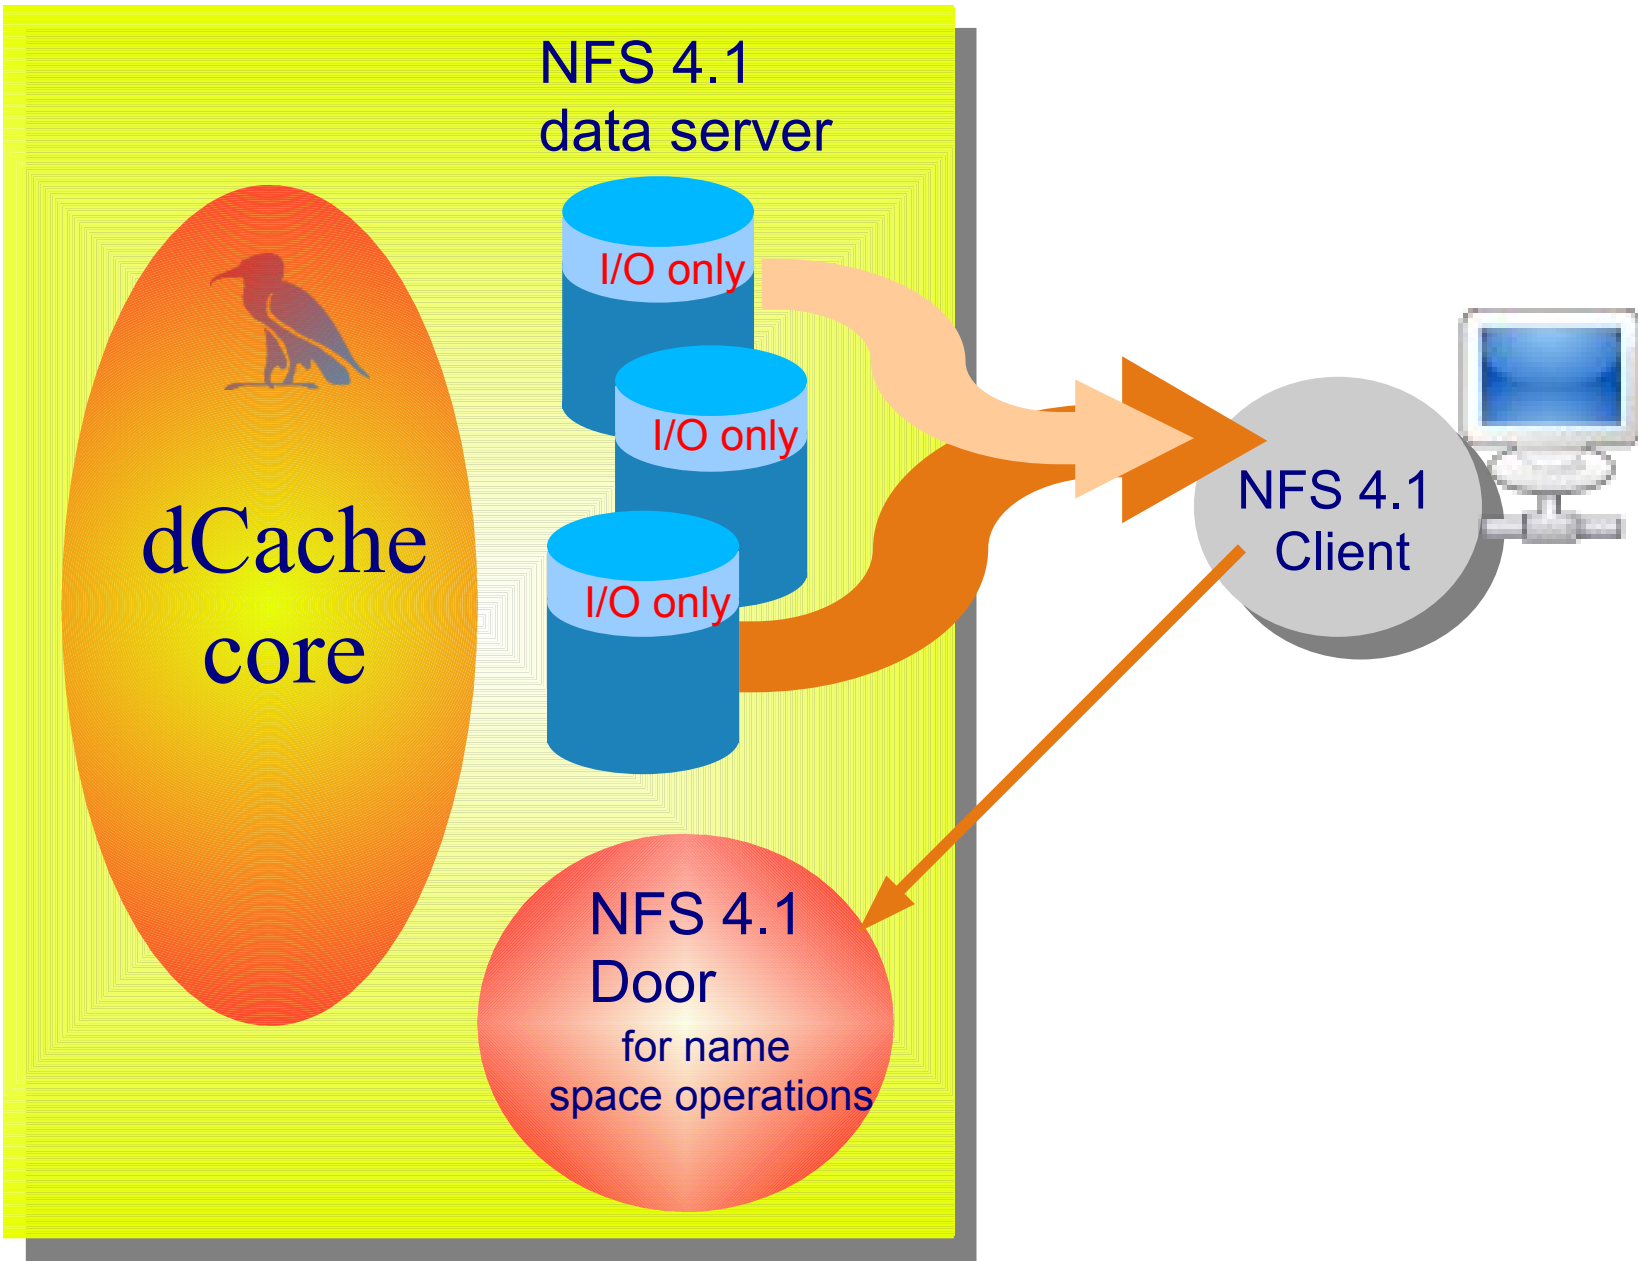 NFS 4.1
data server
I/O only
I/O only
I/O only
dCache
core
NFS 4.1
Client
NFS 4.1
Door
for name
space operations